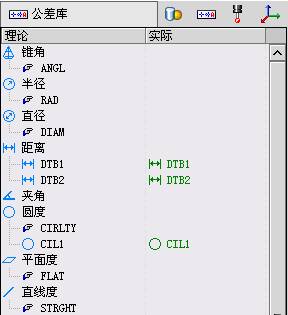 公差库
理论 实际
锥角
ANGL
半径
RAD
直径
DIAM
距离
DTB1 DTB1
DTB2 DTB2
夹角
圆度
CIRLTY
CIL1 CIL1
平面度
FLAT
直线度
STRGHT